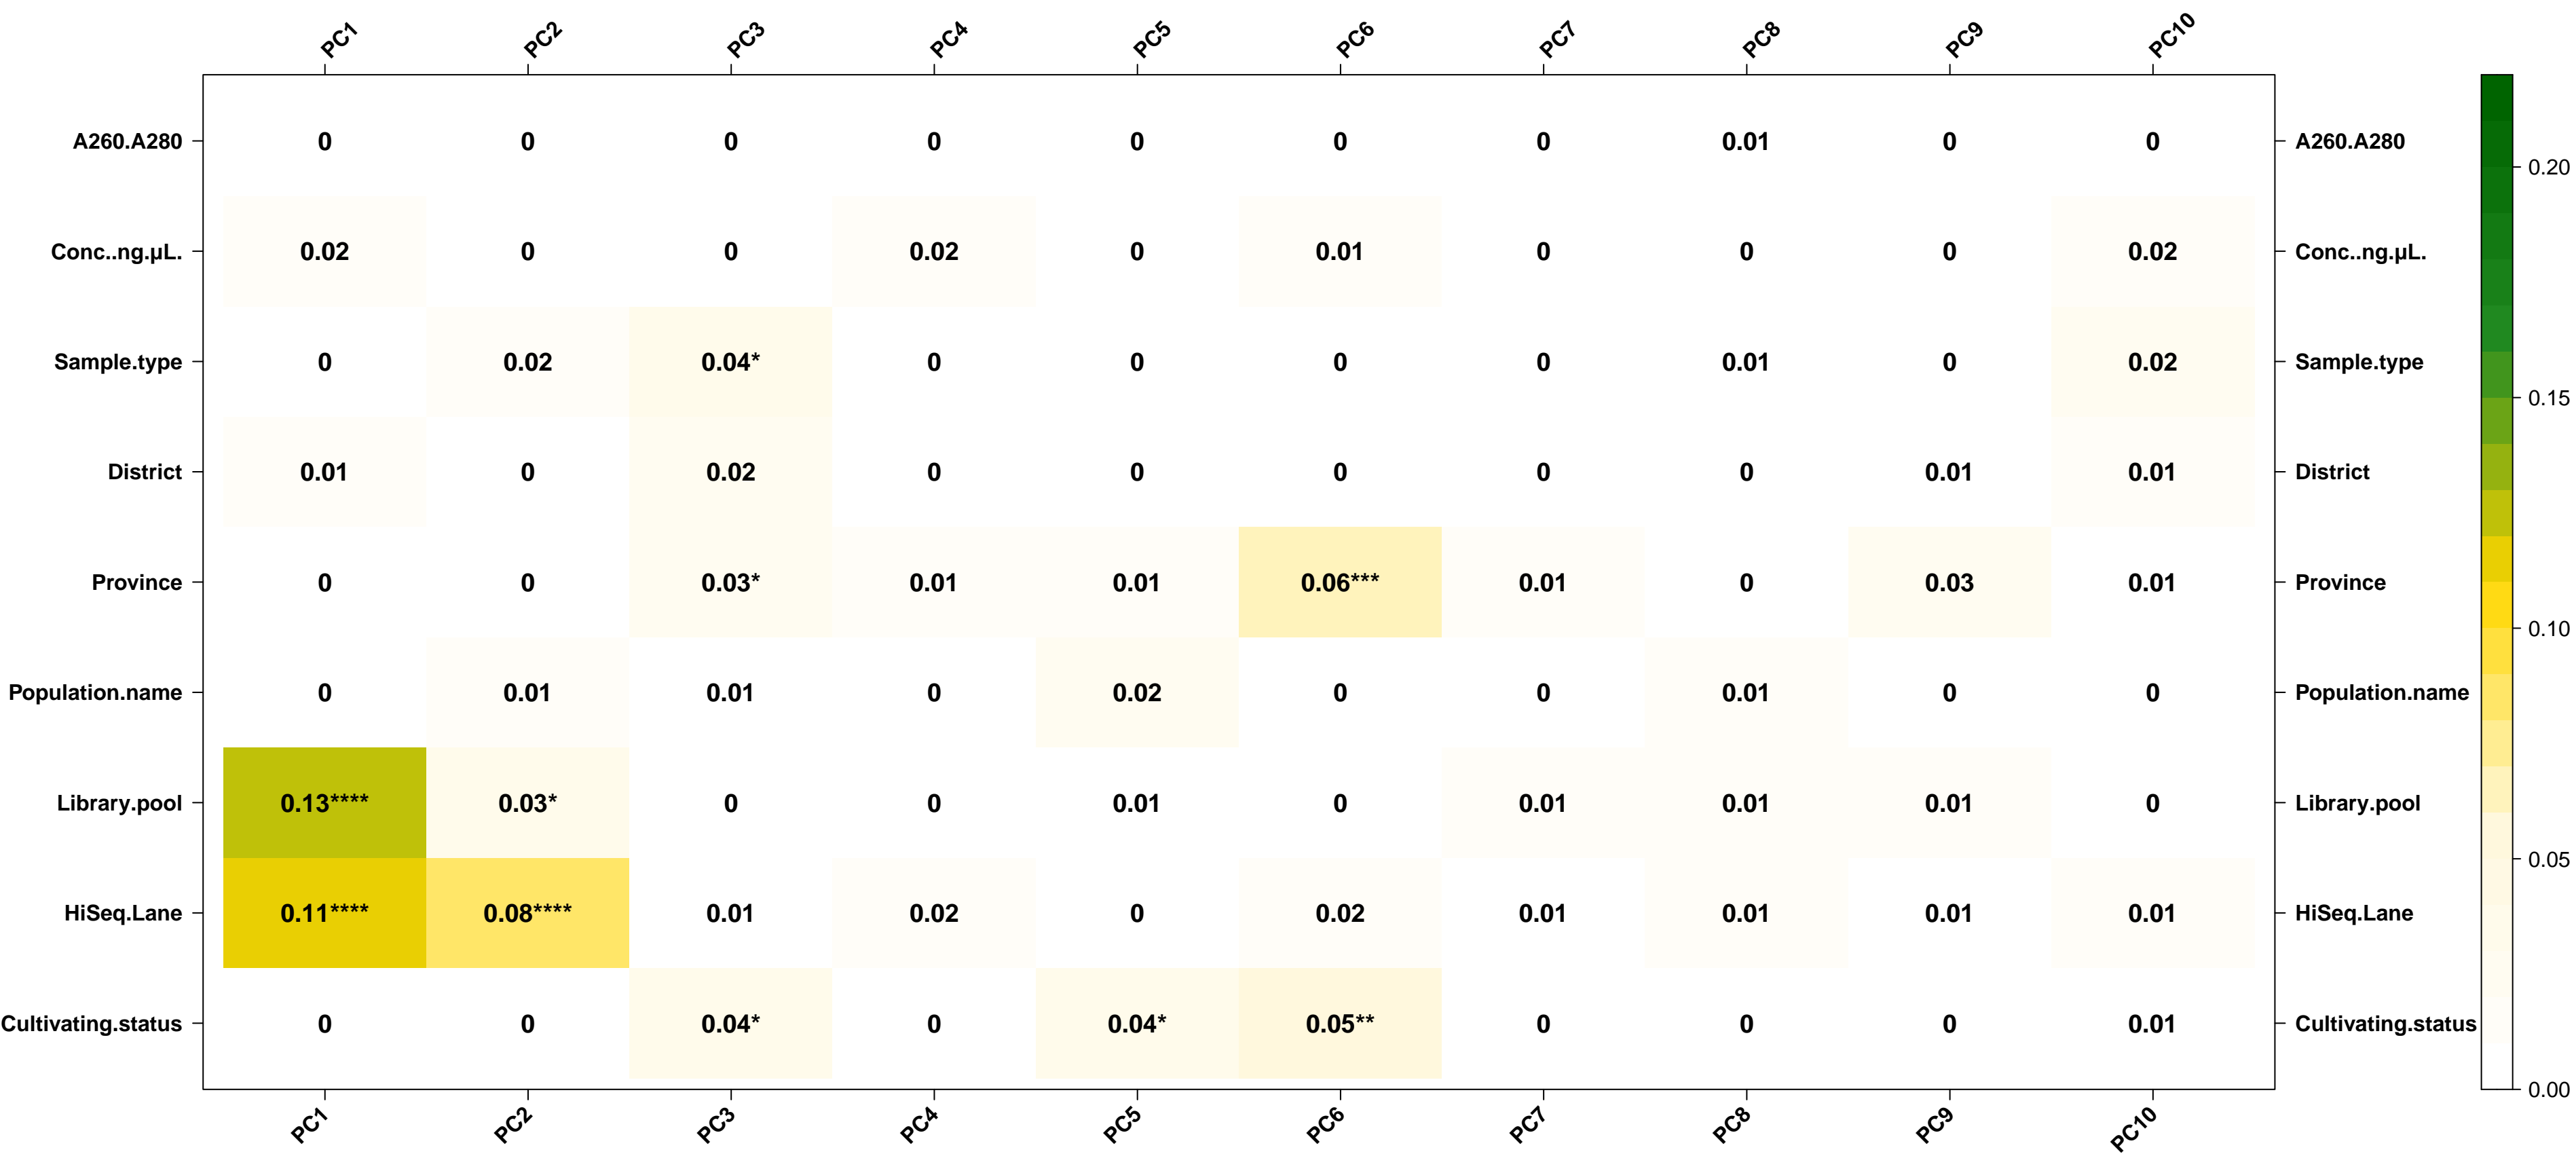 PC1 PC2 PC3 PC4 PC5 PC6 PC7 PC8 PC9 PC10
A260.A280 0 0 0 0 0 0 0 0.01 0 0 A260.A280
0.20
Conc..ng.µL. 0.02 0 0 0.02 0 0.01 0 0 0 0.02 Conc..ng.µL.
Sample.type 0 0.02 0.04* 0 0 0 0 0.01 0 0.02 Sample.type
0.15
District 0.01 0 0.02 0 0 0 0 0 0.01 0.01 District
Province 0 0 0.03* 0.01 0.01 0.06*** 0.01 0 0.03 0.01 Province
0.10
Population.name 0 0.01 0.01 0 0.02 0 0 0.01 0 0 Population.name
Library.pool 0.13**** 0.03* 0 0 0.01 0 0.01 0.01 0.01 0 Library.pool
0.05
HiSeq.Lane 0.11**** 0.08**** 0.01 0.02 0 0.02 0.01 0.01 0.01 0.01 HiSeq.Lane
Cultivating.status 0 0 0.04* 0 0.04* 0.05** 0 0 0 0.01 Cultivating.status
0.00
PC1 PC2 PC3 PC4 PC5 PC6 PC7 PC8 PC9 PC10